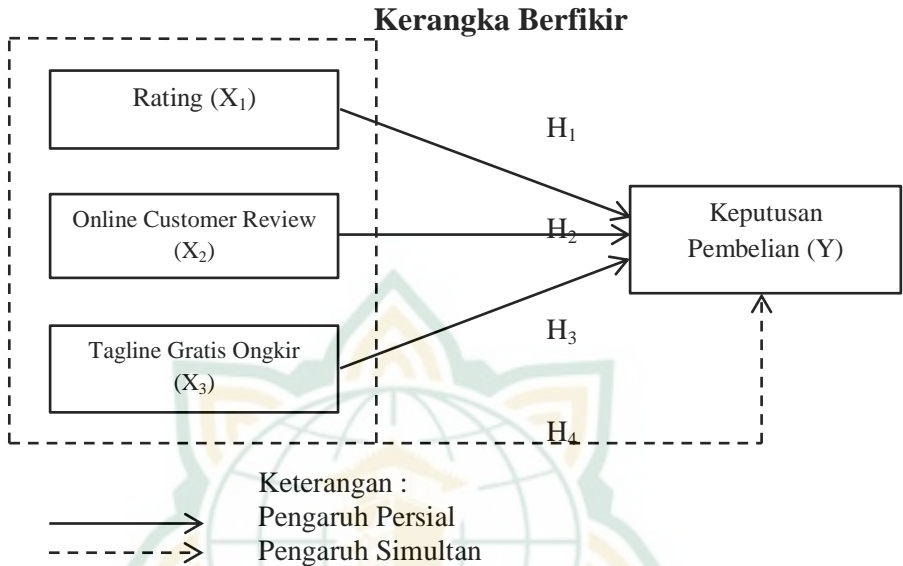 Kerangka Berfikir
Rating (X₁)
H₁
Online Customer Review
(X₂)
H₂
Keputusan
Pembelian (Y)
Tagline Gratis Ongkir
(X₃)
H₃
H₄
Keterangan :
Pengaruh Persial
Pengaruh Simultan